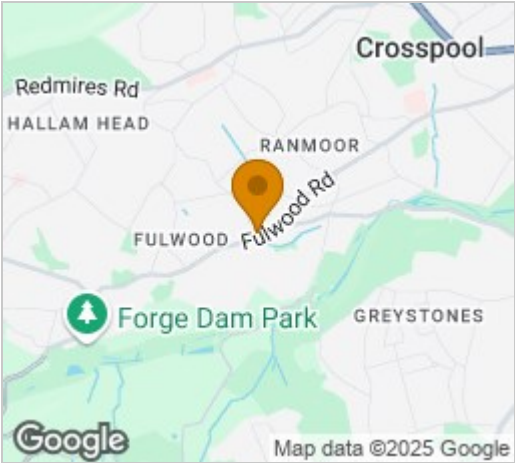 Crosspool
Redmires Rd
HALLAM HEAD
RANMOOR
Fulwood Rd
FULWOOD
Forge Dam Park
GREYSTONES
Google
Map data ©2025 Google